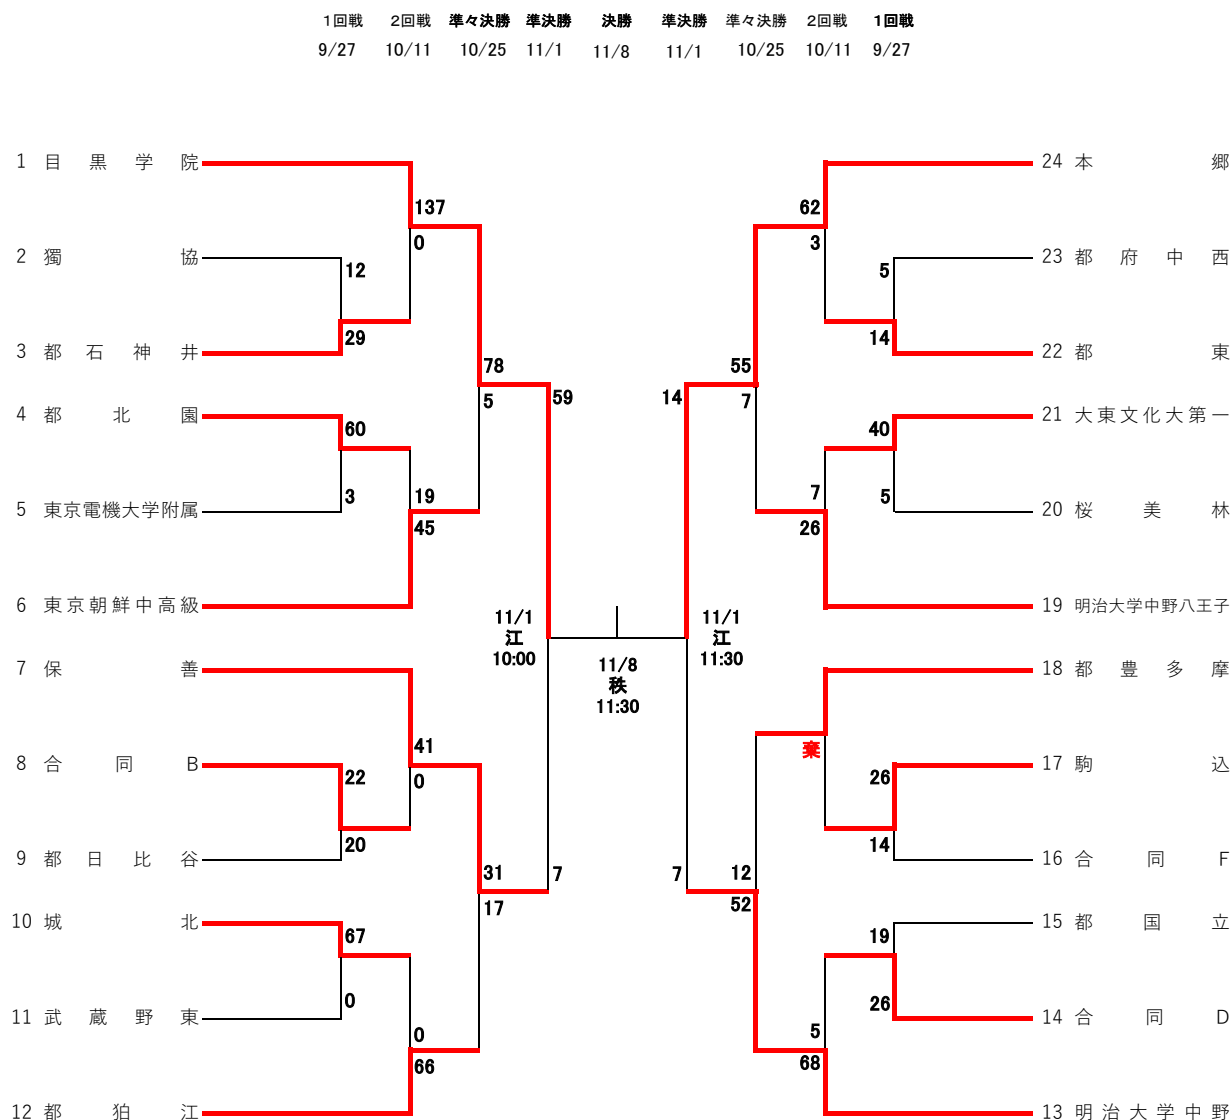 1回戦 2回戦 準々決勝 準決勝 決勝 準決勝 準々決勝 2回戦 1回戦
9/27 10/11 10/25 11/1 11/8 11/1 10/25 10/11 9/27
1 目黒学院 24 本郷
137 62
0 3
2 獨協 23 都府中西
12 5
29 14
3 都石神井 22 都東
78 55
5 59 14 7
4 都北園 21 大東文化大第一
60 40
3 19 7 5
5 東京電機大学附属 20 桜美林
45 26
6 東京朝鮮中高級 19 明治大学中野八王子
11/1 11/1
江 江
10:00 11:30
11/8
秩
11:30
7 保善 18 都豊多摩
41 棄
0
8 合同B 17 駒込
22 26
20 14
9 都日比谷 16 合同F
31 7 7 12
17 52
10 城北 15 都国立
67 19
0 26
11 武蔵野東 14 合同D
0 5
66 68
12 都狛江 13 明治大学中野